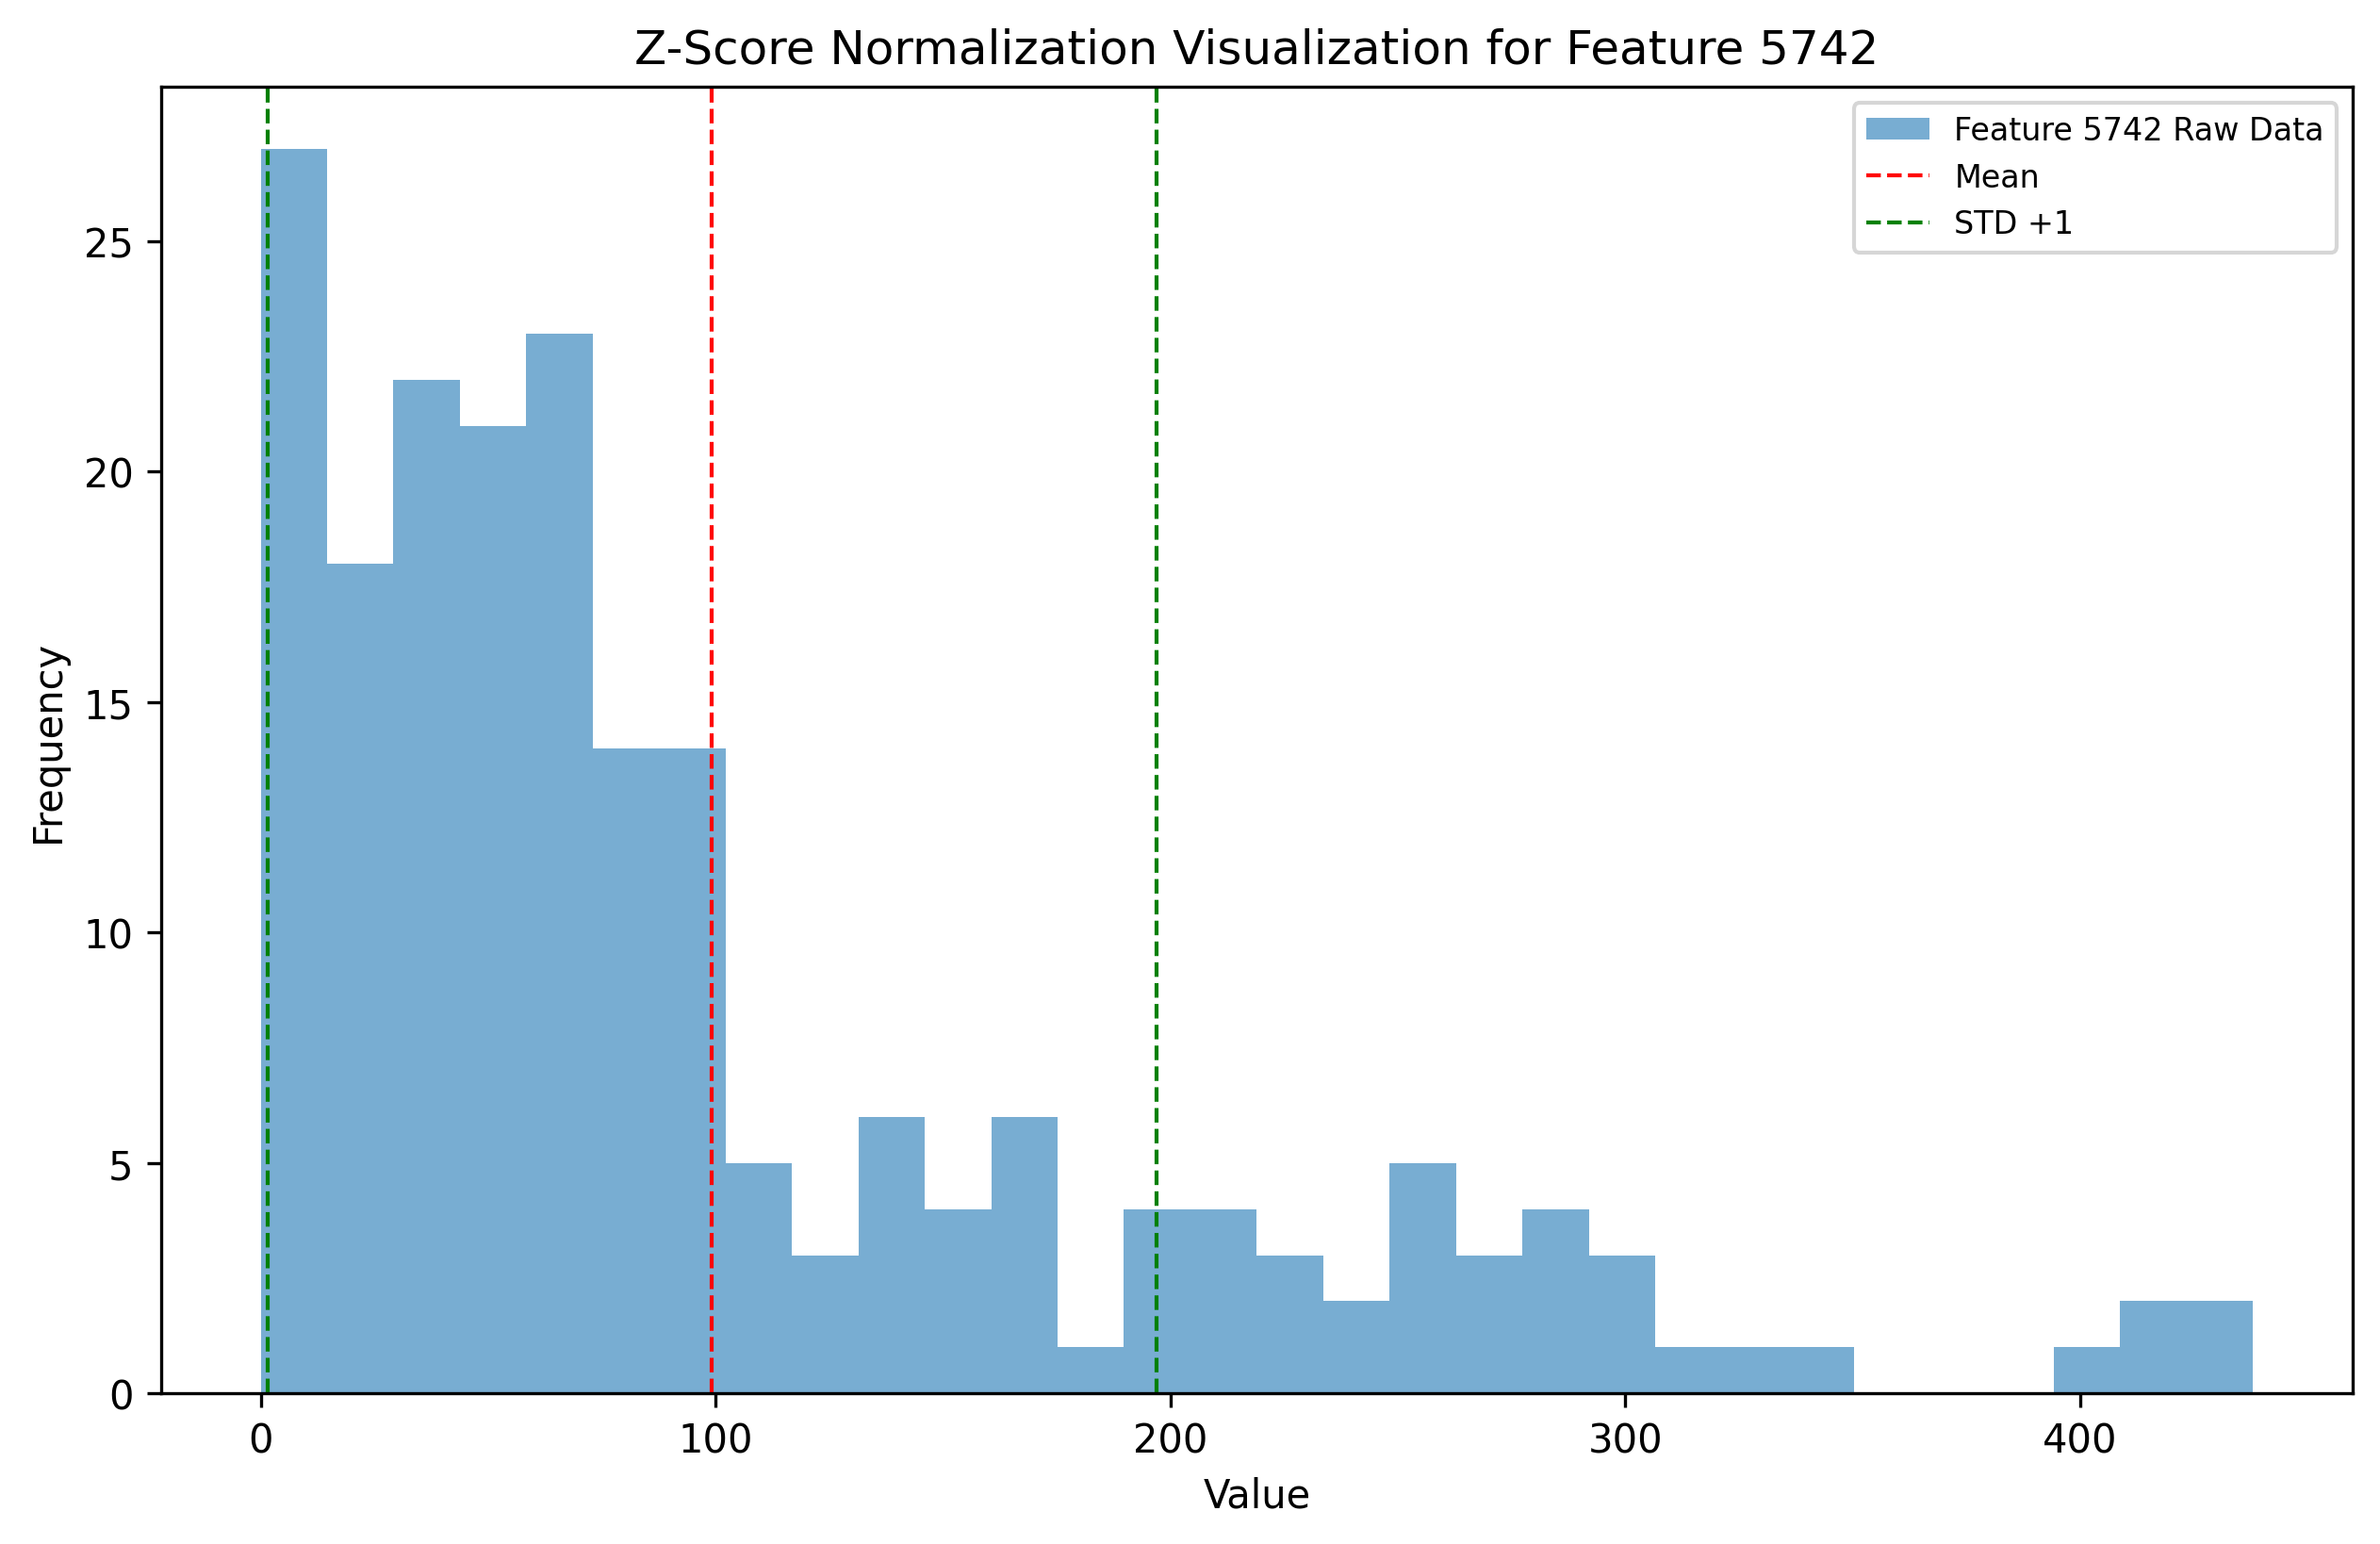 Z-Score Normalization Visualization for Feature 5742
Feature 5742 Raw Data
Mean
STD +1
25
20
15
10
5
0
Frequency
0 100 200 300 400
Value